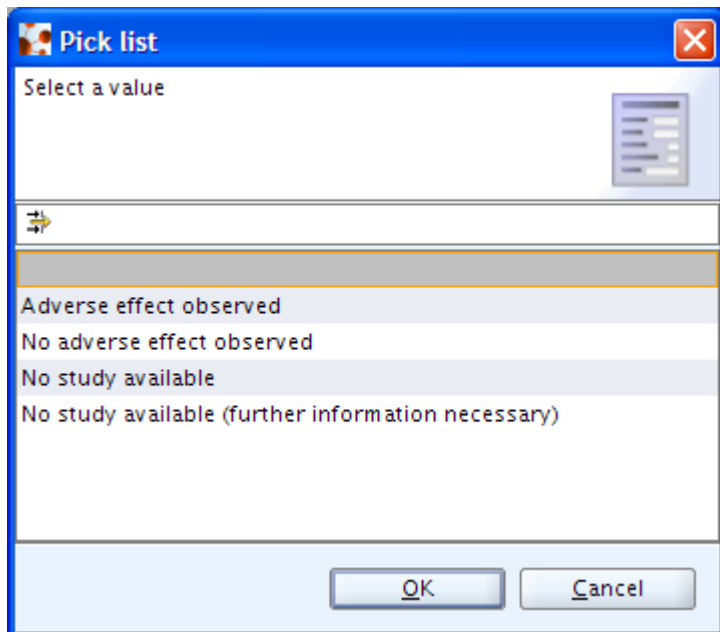 Pick list
Select a value
Adverse effect observed
No adverse effect observed
No study available
No study available (further information necessary)
OK
Cancel